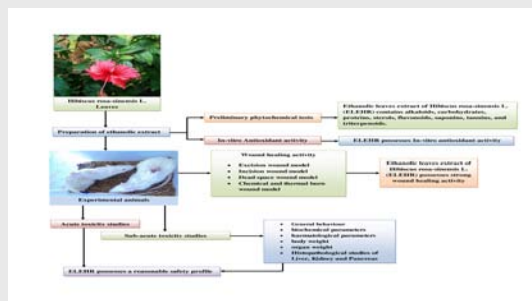 Hibiscus rosa-sinensis L.
Leaves
Preparation of ethanolic extract
Preliminary phytochemical tests
Ethanolic leaves extract of Hibiscus rosa-sinensis L.
(ELEHR) contains alkaloids, carbohydrates,
proteins, sterols, flavonoids, saponins, tannins, and
triterpenoids.
In-vitro Antioxidant activity
ELEHR possesses In-vitro antioxidant activity
Experimental animals
Wound healing activity
• Excision wound model
• Incision wound model
• Dead space wound model
• Chemical and thermal burn
wound model
Ethanolic leaves extract of
Hibiscus rosa-sinensis L.
(ELEHR) possesses strong
wound healing activity
Acute toxicity studies
Sub-acute toxicity studies
• General behaviour
• biochemical parameters
• haematological parameters
• body weight
• organ weight
• Histopathological studies of
Liver, Kidney and Pancreas
ELEHR possesses a reasonable safety profile